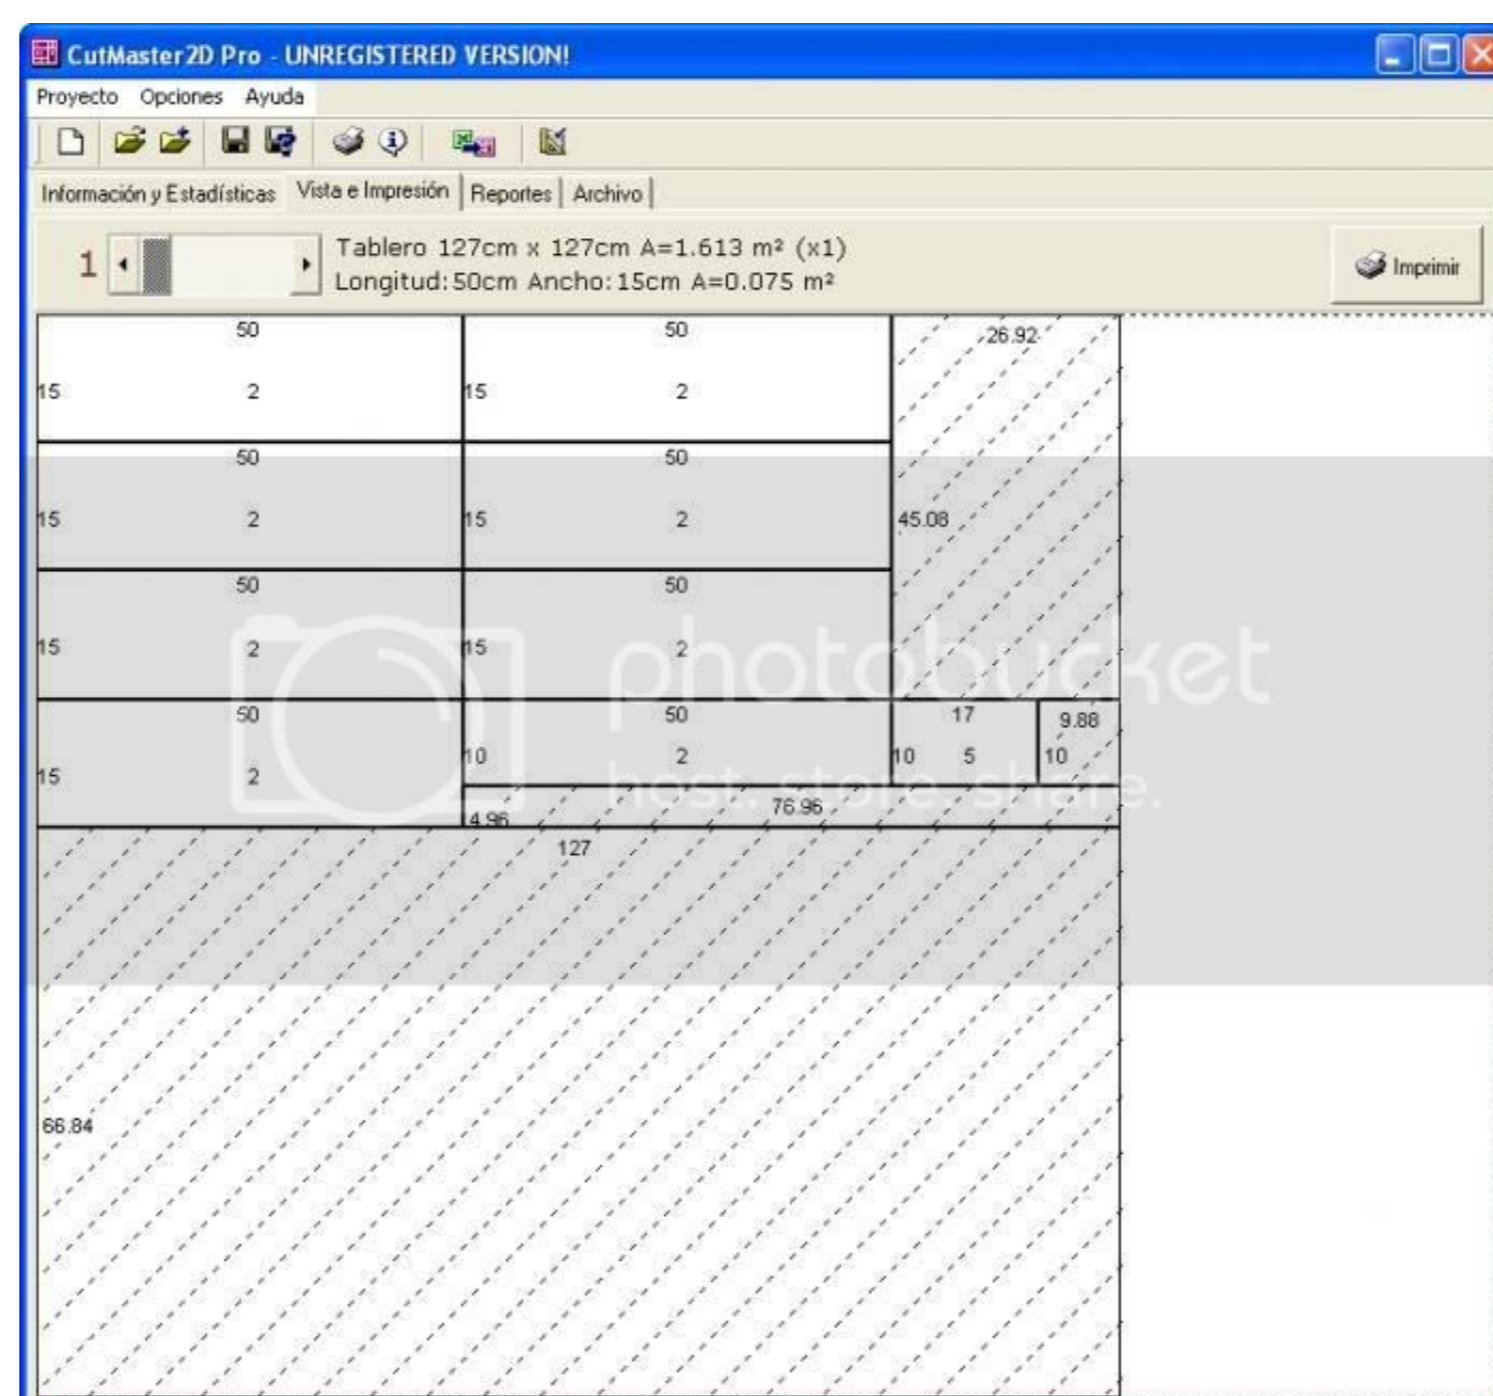 CutMaster2D Pro - UNREGISTERED VERSION!
Proyecto Opciones Ayuda
Información y Estadísticas Vista e Impresión Reportes Archivo
1 Tablero 127cm x 127cm A=1.613 m² (x1)
Longitud:50cm Ancho:15cm A=0.075 m²
Imprimir
50 50 26.92
15 2 15 2
50 50
15 2 15 2 45.08
50 50
15 2 15 2
photobucket
50 50 17 9.88
10 2 10 5 10
15 2
host. store. share.
4.96 76.96
127
66.84